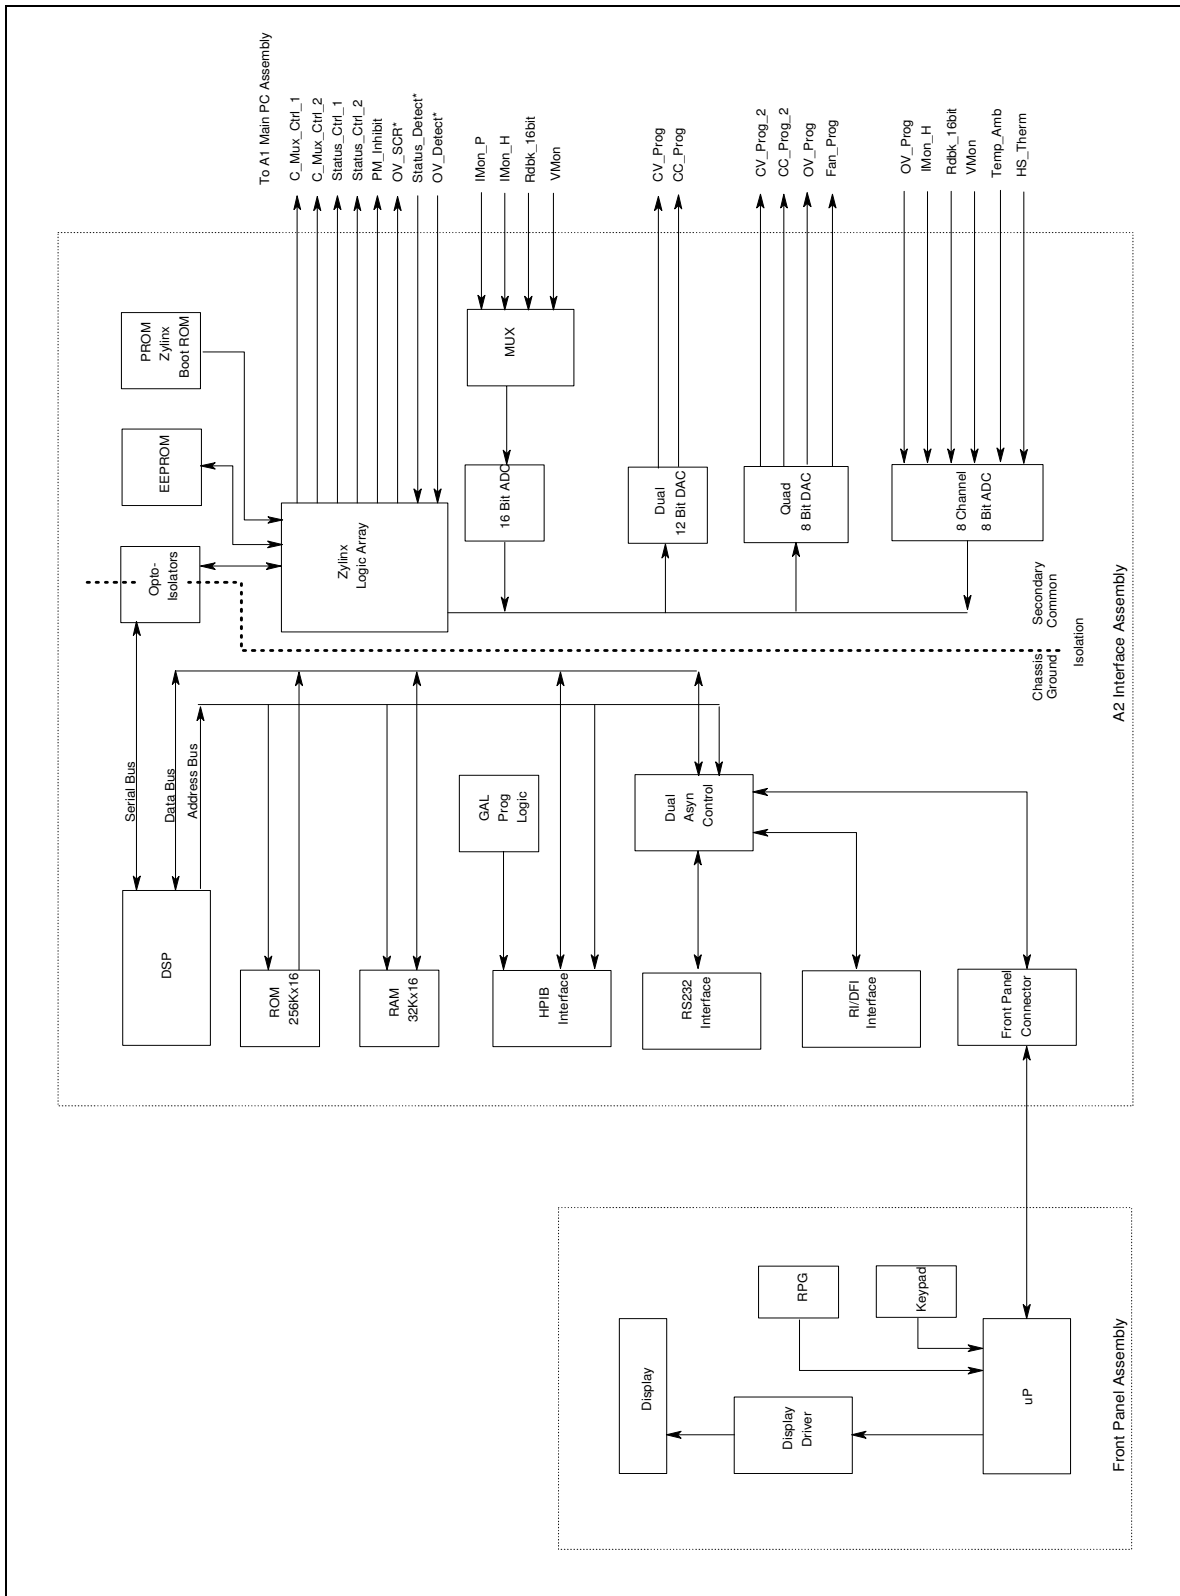 To A1 Main PC Assembly
C_Mux_Ctrl_1
C_Mux_Ctrl_2
Status_Ctrl_1
Status_Ctrl_2
PM_Inhibit
OV_SCR*
Status_Detect*
OV_Detect*
IMon_P
IMon_H
Rdbk_16bit
VMon
CV_Prog
CC_Prog
CV_Prog_2
CC_Prog_2
OV_Prog
Fan_Prog
OV_Prog
IMon_H
Rdbk_16bit
VMon
Temp_Amb
HS_Therm
PROM
Zylinx
Boot ROM
EEPROM
Opto-
Isolators
Zylinx
Logic Array
MUX
16 Bit ADC
Dual
12 Bit DAC
Quad
8 Bit DAC
8 Channel
8 Bit ADC
Secondary
Common
Isolation
Chassis
Ground
A2 Interface Assembly
Serial Bus
Data Bus
Address Bus
GAL
Prog
Logic
Dual
Asyn
Control
DSP
ROM
256Kx16
RAM
32Kx16
HPIB
Interface
RS232
Interface
RI/DFI
Interface
Front Panel
Connector
RPG
Keypad
Display
Display
Driver
uP
Front Panel Assembly